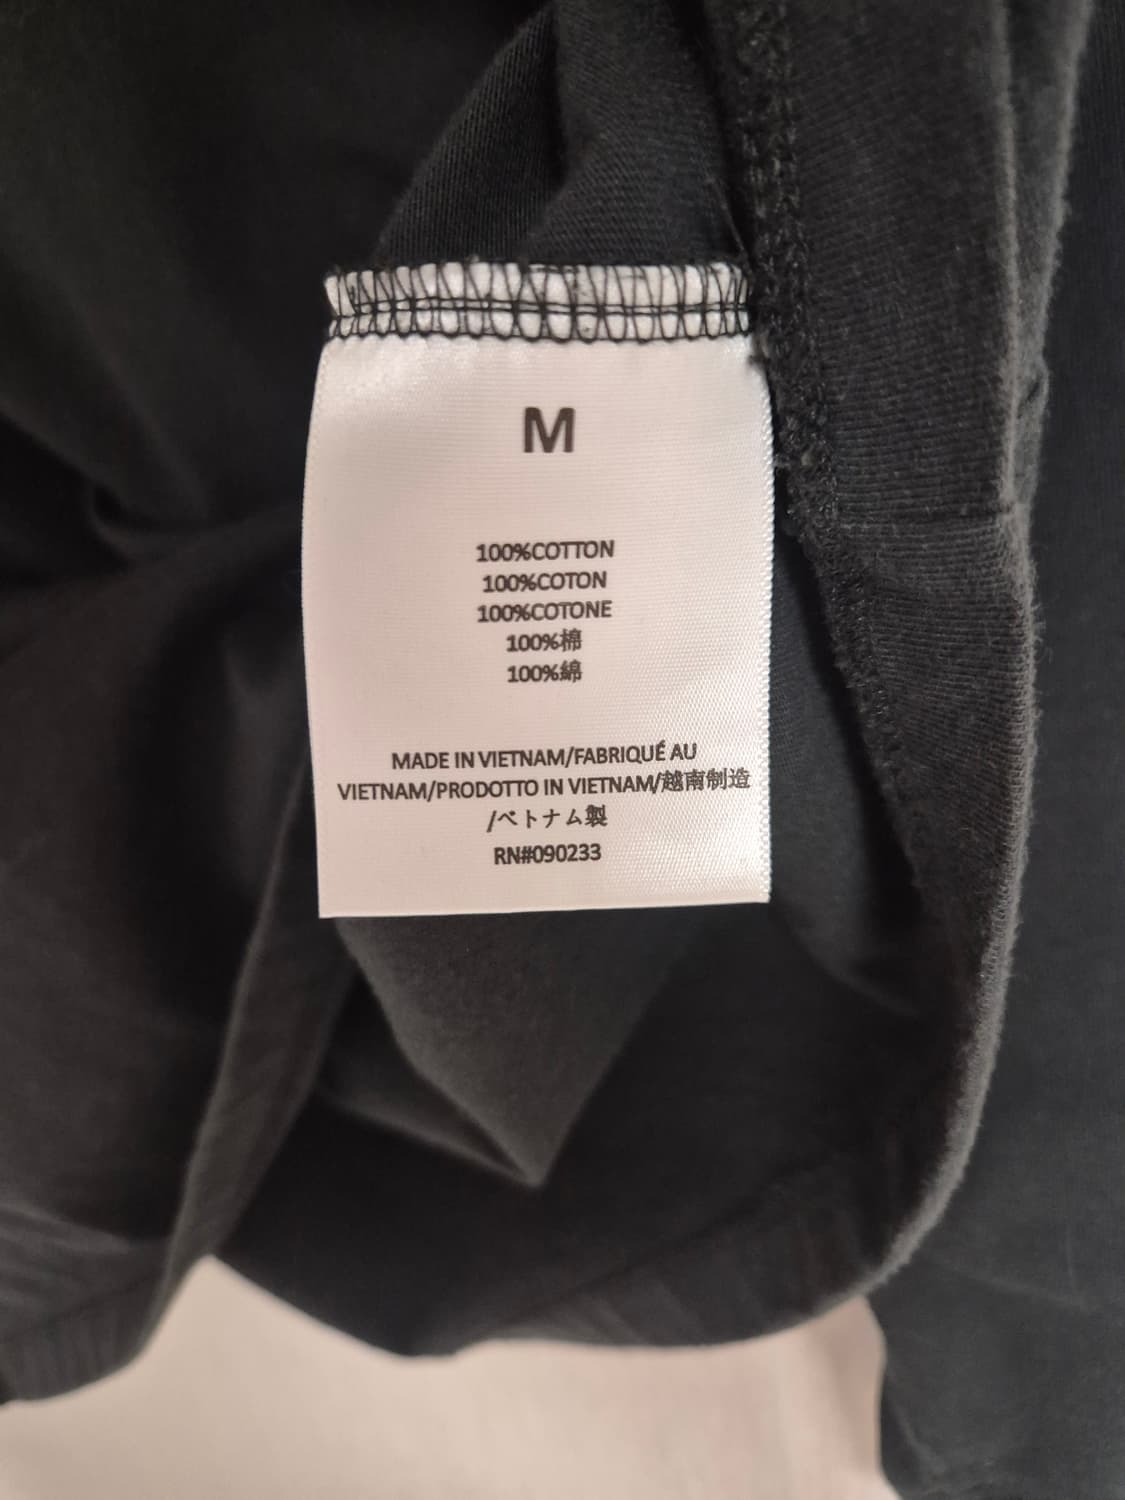 M
100%COTTON
100%COTON
100%COTONE
100%棉
100%綿
MADE IN VIETNAM/FABRIQUÉ AU
VIETNAM/PRODOTTO IN VIETNAM/越南制造
/ベトナム製
RN#090233